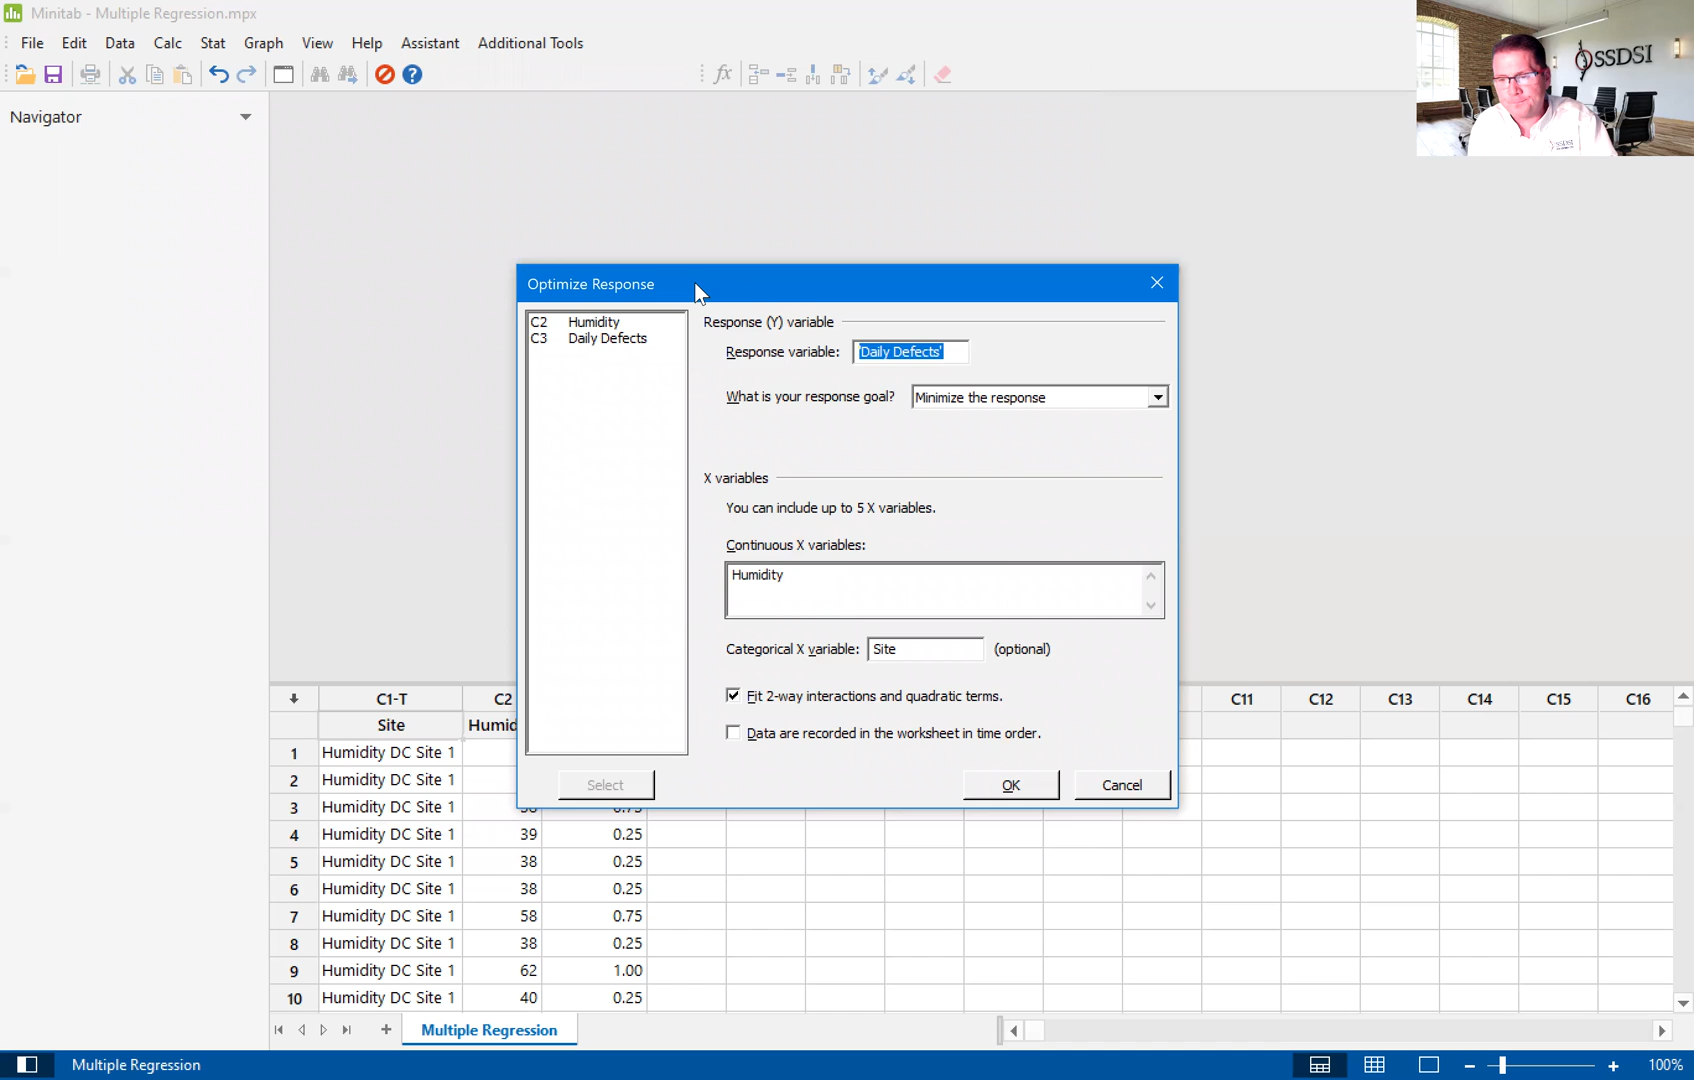 Minitab - Multiple Regression.mpx
File Edit Data Calc Stat Graph View Help Assistant Additional Tools
SSDSI
SSDSI
Navigator
Optimize Response
C2 Humidity
C3 Daily Defects
Response (Y) variable
Response variable: 'Daily Defects'
What is your response goal? Minimize the response
X variables
You can include up to 5 X variables.
Continuous X variables:
Humidity
Categorical X variable: Site (optional)
Fit 2-way interactions and quadratic terms.
Data are recorded in the worksheet in time order.
Select OK Cancel
C1-T C2 C11 C12 C13 C14 C15 C16
Site Humid
1 Humidity DC Site 1
2 Humidity DC Site 1
3 Humidity DC Site 1 58 0.75
4 Humidity DC Site 1 39 0.25
5 Humidity DC Site 1 38 0.25
6 Humidity DC Site 1 38 0.25
7 Humidity DC Site 1 58 0.75
8 Humidity DC Site 1 38 0.25
9 Humidity DC Site 1 62 1.00
10 Humidity DC Site 1 40 0.25
Multiple Regression
Multiple Regression 100%